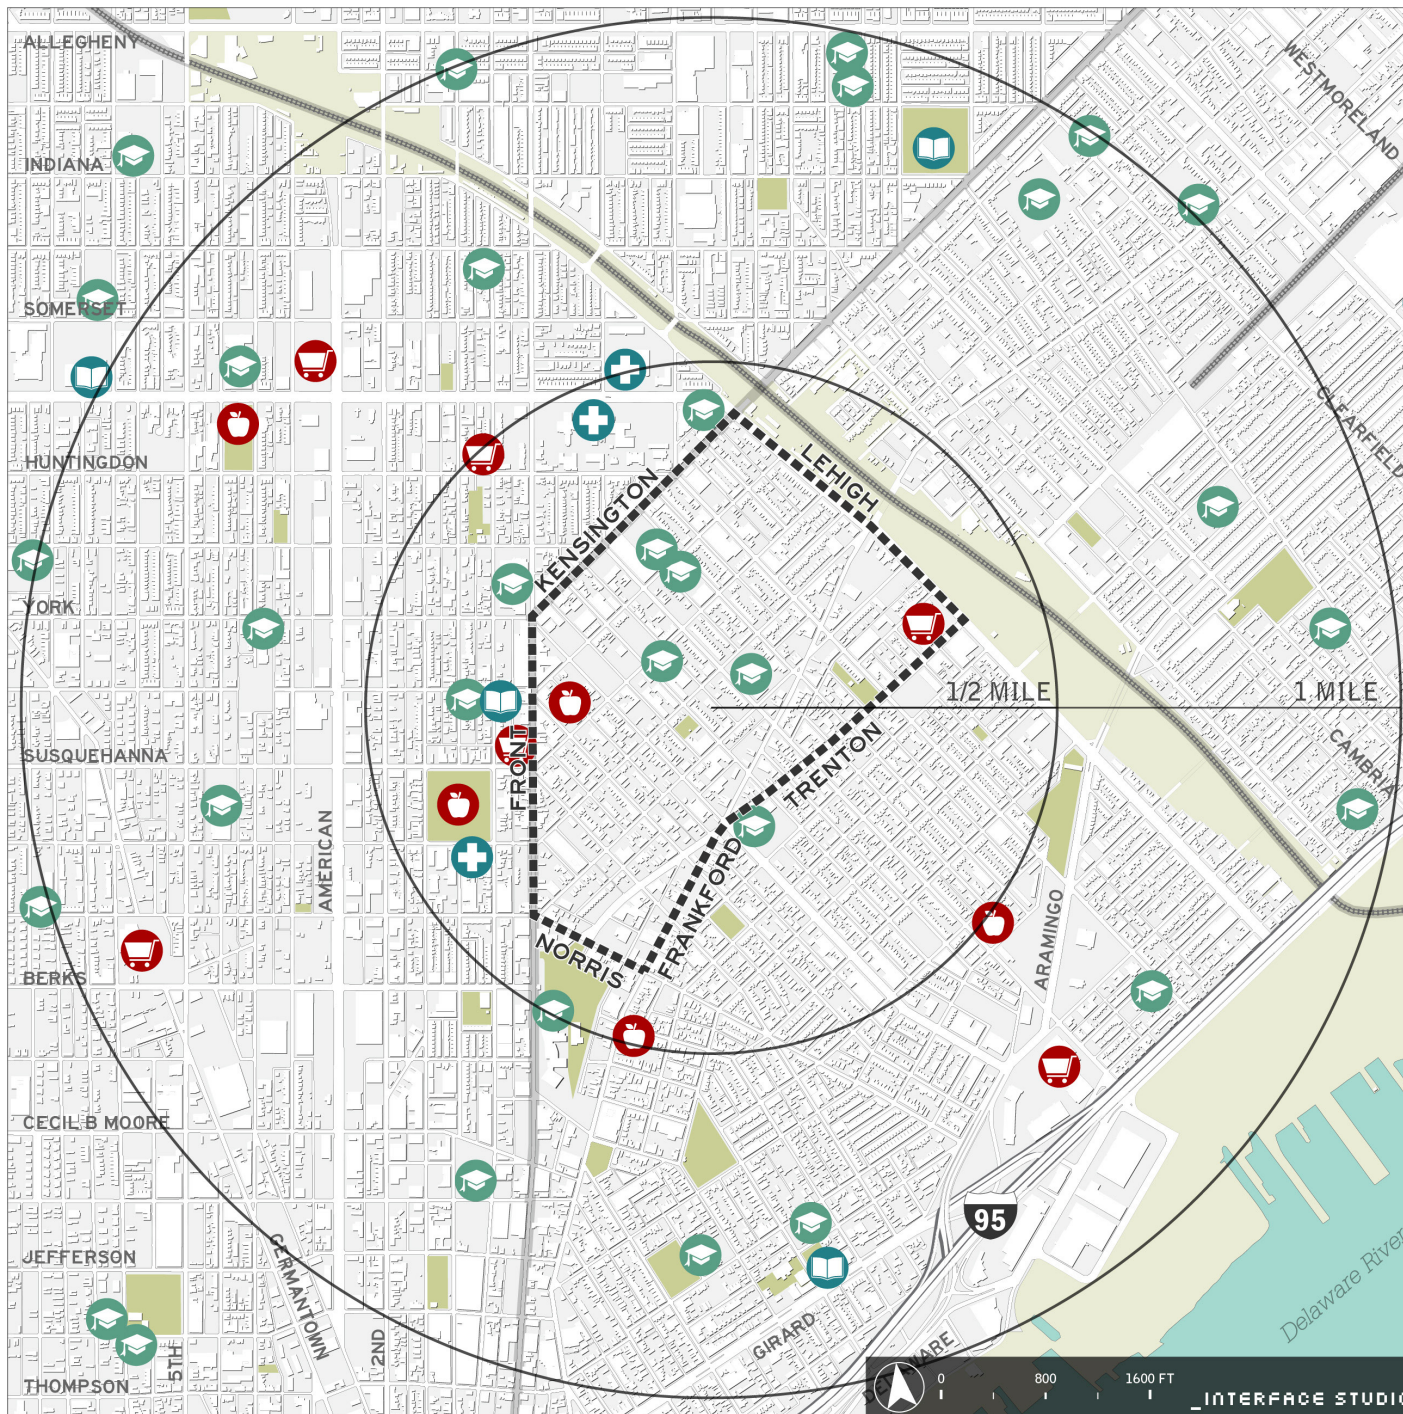 ALLEGHENY
WESTMORELAND
INDIANA
SOMERSET
CLEARFIELD
HUNTINGDON
LEHIGH
KENSINGTON
YORK
1/2 MILE
1 MILE
SUSQUEHANNA
FRONT
TRENTON
CAMBRIA
AMERICAN
FRANKFORD
ARAMINGO
NORRIS
BERKS
CECIL B MOORE
95
JEFFERSON
GERMANTOWN
Delaware River
GIRARD
2ND
5TH
THOMPSON
0 800 1600 FT
_INTERFACE STUDIO